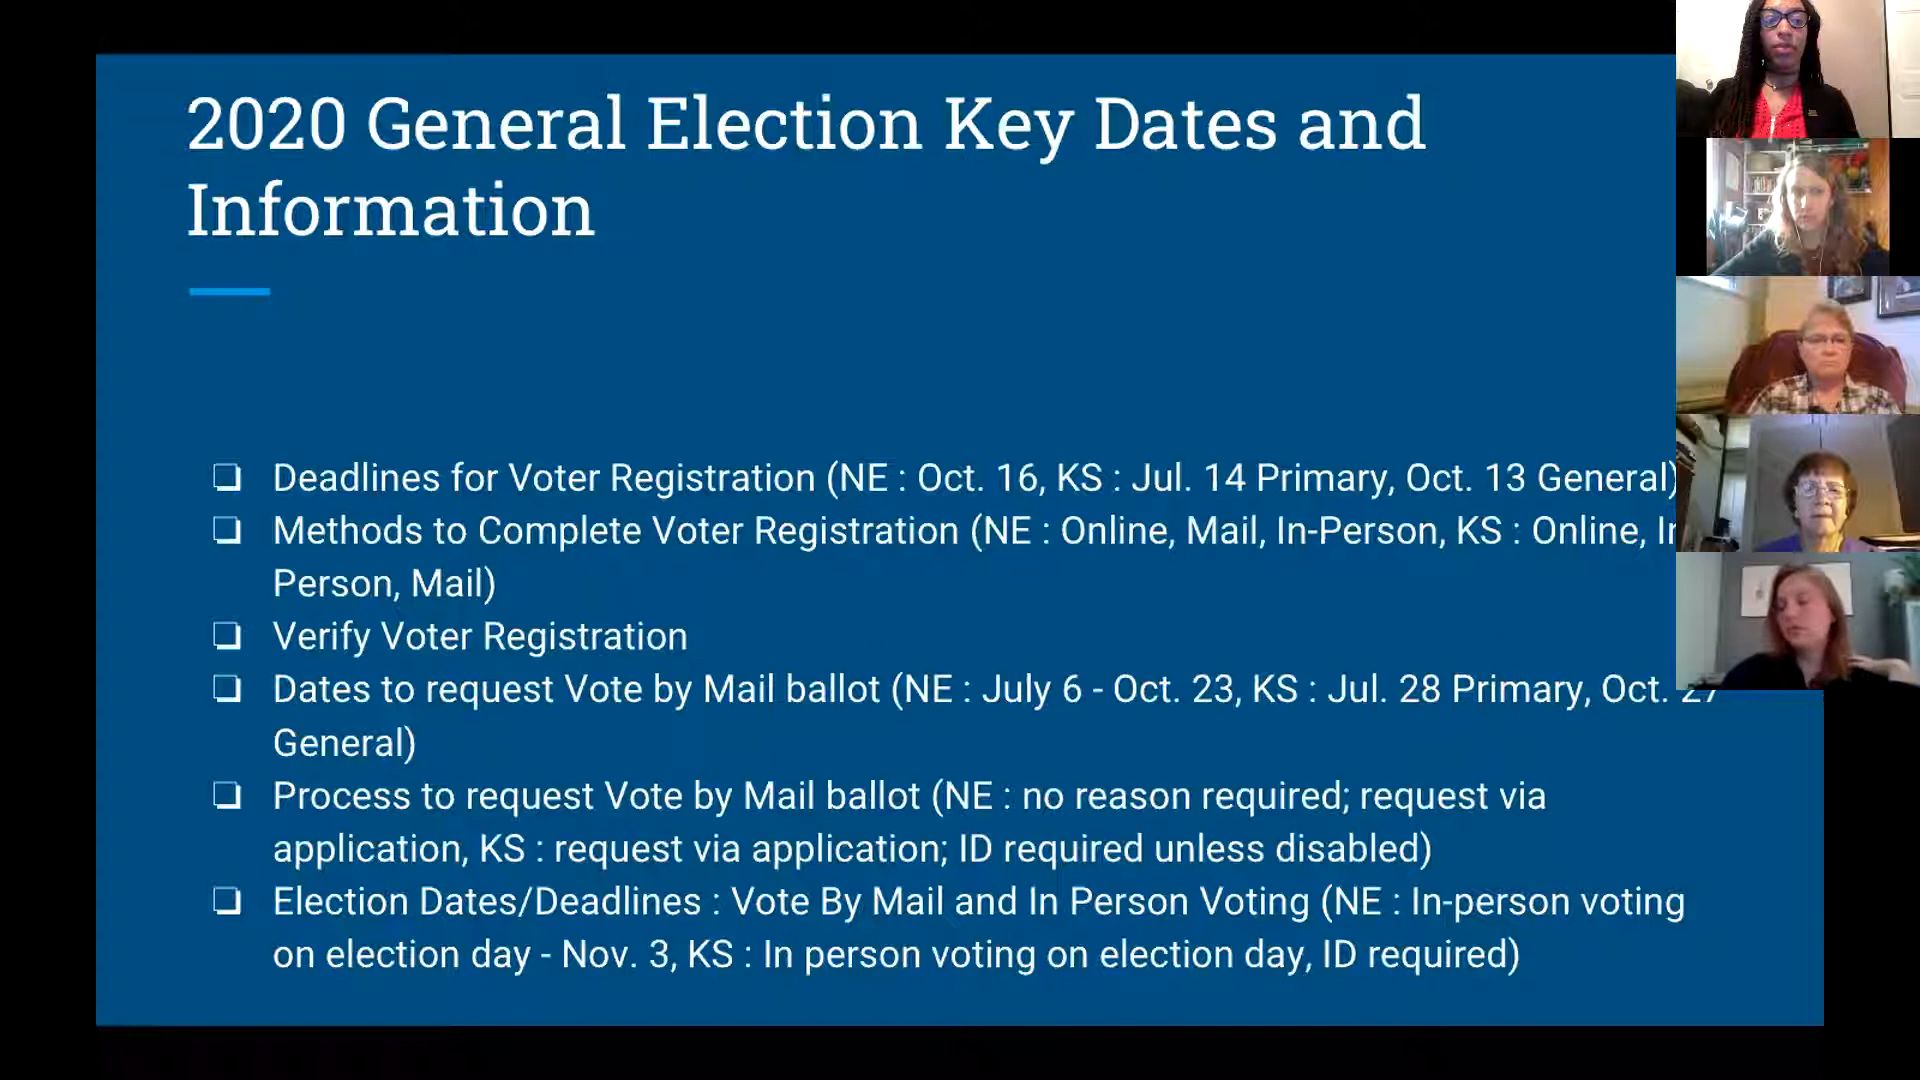 2020 General Election Key Dates and
Information
❏ Deadlines for Voter Registration (NE : Oct. 16, KS : Jul. 14 Primary, Oct. 13 General)
❏ Methods to Complete Voter Registration (NE : Online, Mail, In-Person, KS : Online,
Person, Mail)
❏ Verify Voter Registration
❏ Dates to request Vote by Mail ballot (NE : July 6 - Oct. 23, KS : Jul. 28 Primary, Oct. 27
General)
❏ Process to request Vote by Mail ballot (NE : no reason required; request via
application, KS : request via application; ID required unless disabled)
❏ Election Dates/Deadlines : Vote By Mail and In Person Voting (NE : In-person voting
on election day - Nov. 3, KS : In person voting on election day, ID required)